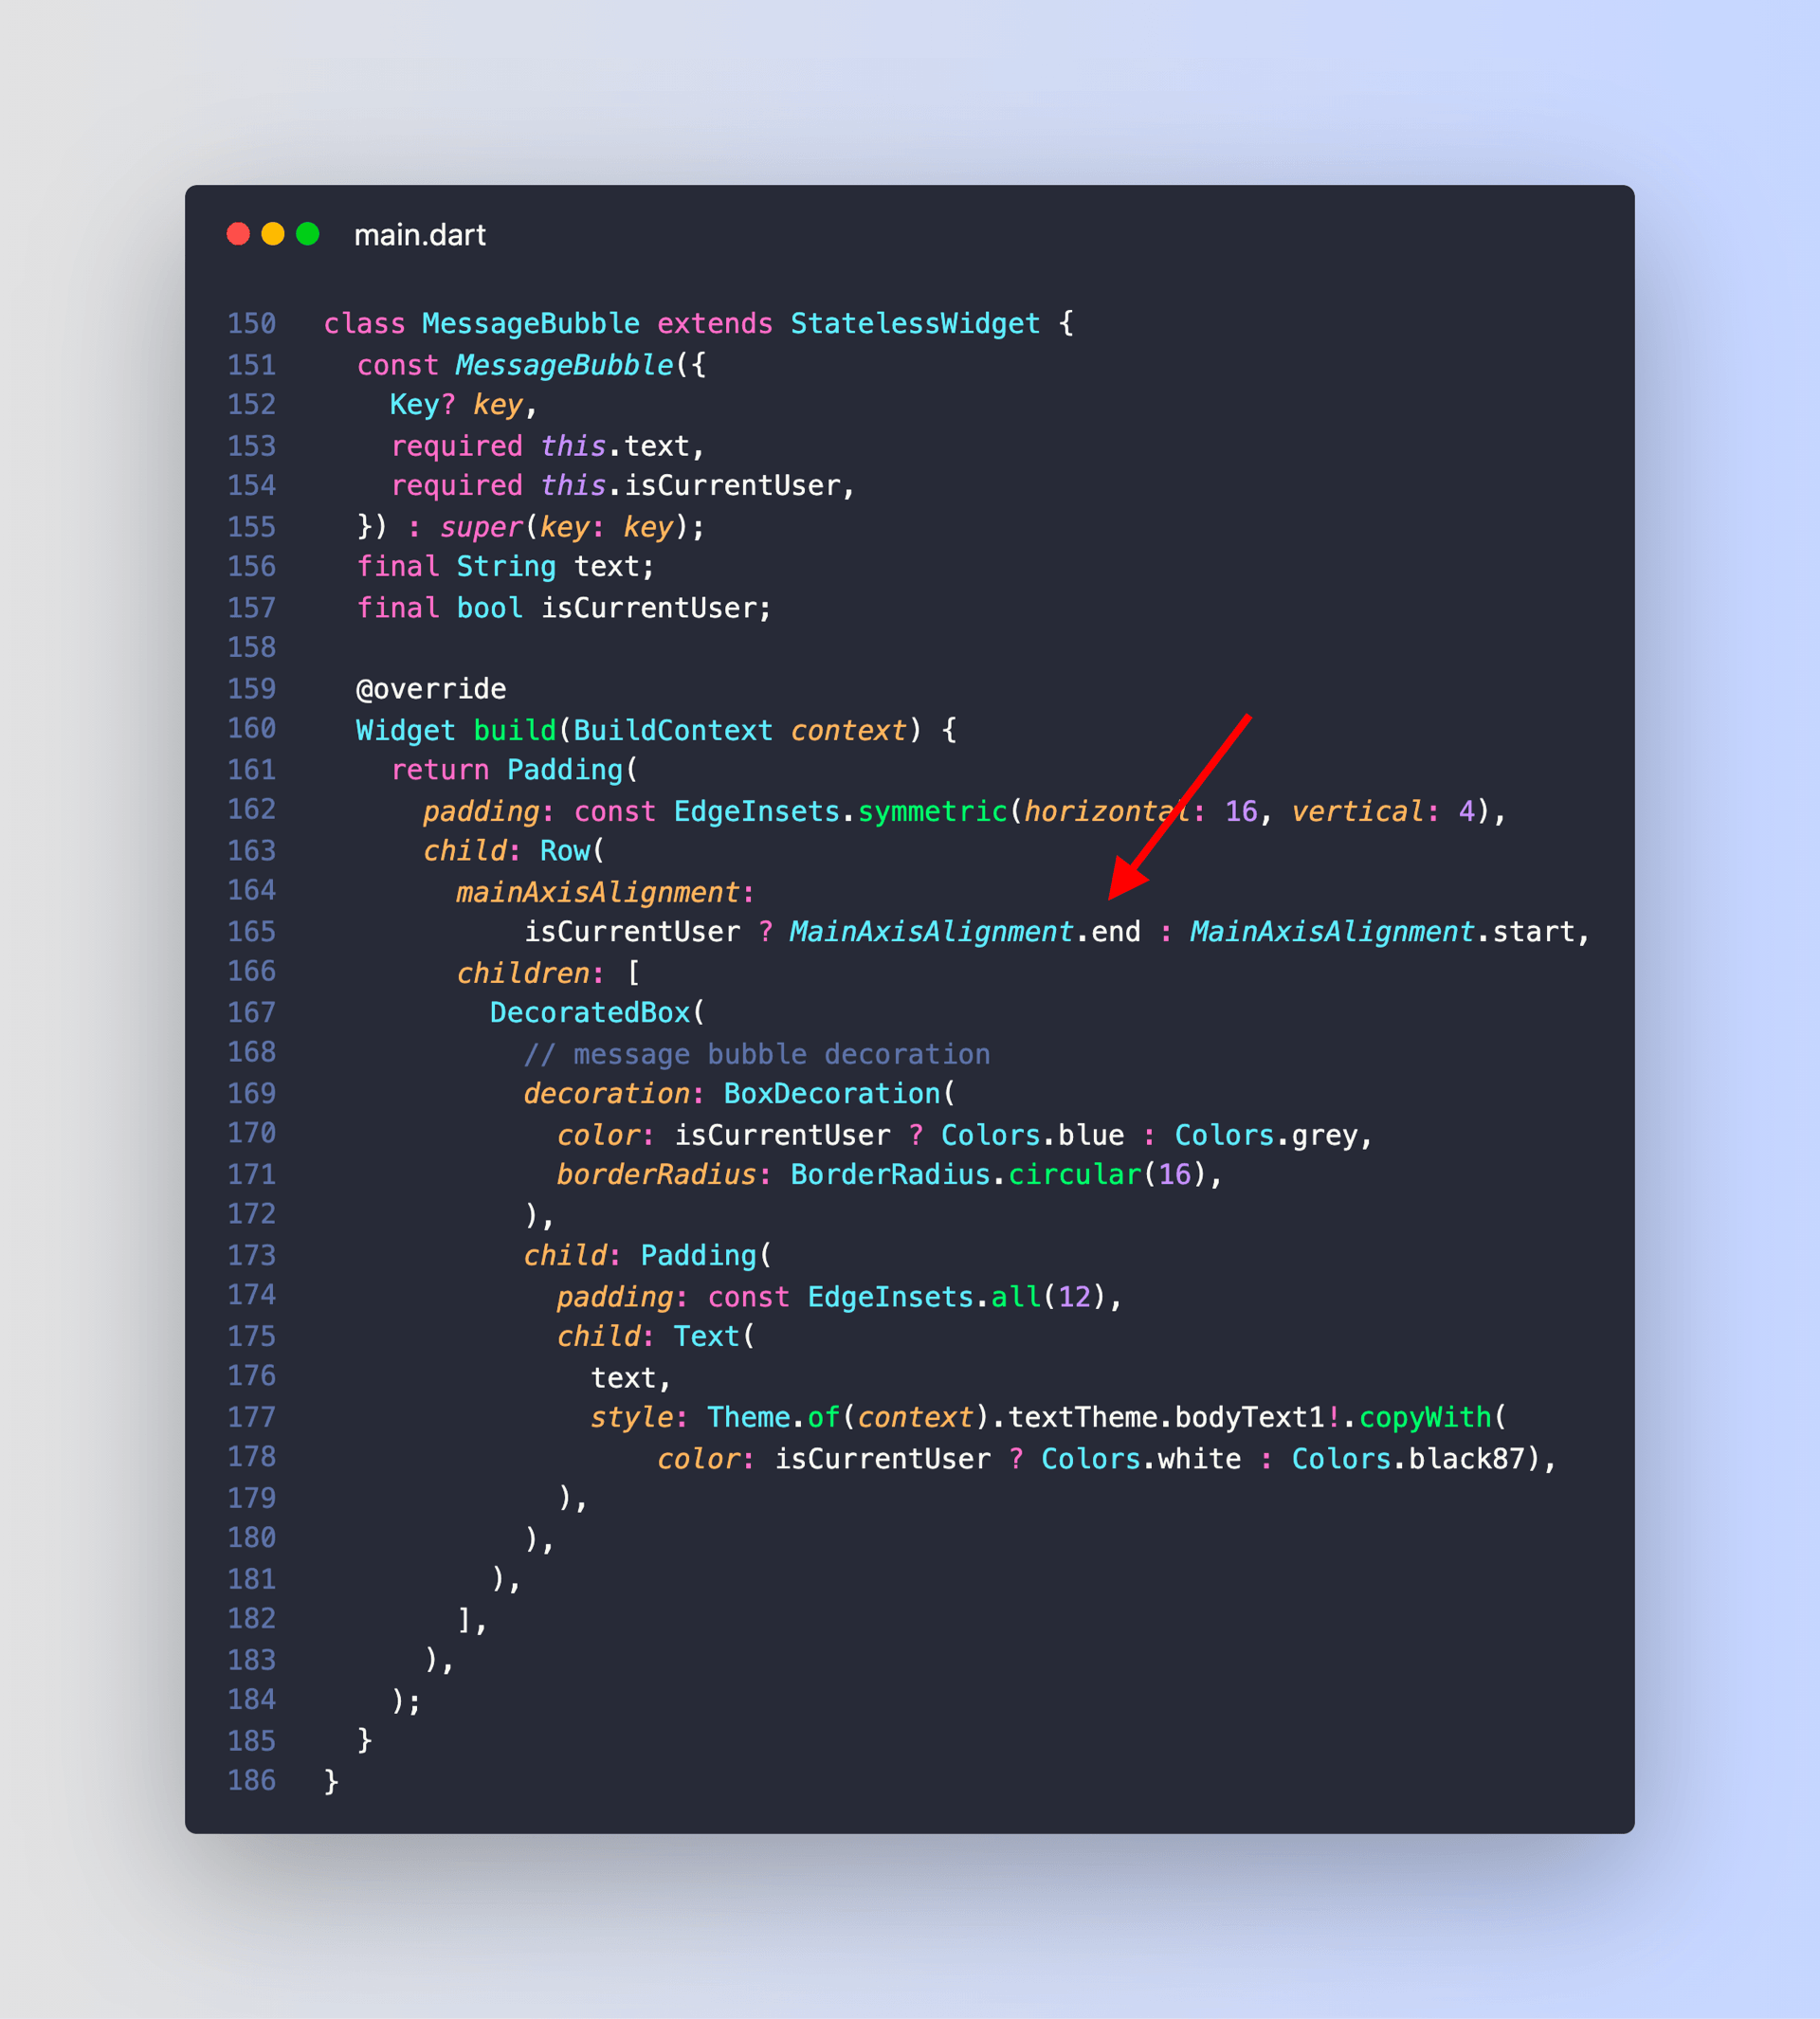 main.dart
150 class MessageBubble extends StatelessWidget {
151   const MessageBubble({
152     Key? key,
153     required this.text,
154     required this.isCurrentUser,
155   }) : super(key: key);
156   final String text;
157   final bool isCurrentUser;
158
159   @override
160   Widget build(BuildContext context) {
161     return Padding(
162       padding: const EdgeInsets.symmetric(horizontal: 16, vertical: 4),
163       child: Row(
164         mainAxisAlignment:
165             isCurrentUser ? MainAxisAlignment.end : MainAxisAlignment.start,
166         children: [
167           DecoratedBox(
168             // message bubble decoration
169             decoration: BoxDecoration(
170               color: isCurrentUser ? Colors.blue : Colors.grey,
171               borderRadius: BorderRadius.circular(16),
172             ),
173             child: Padding(
174               padding: const EdgeInsets.all(12),
175               child: Text(
176                 text,
177                 style: Theme.of(context).textTheme.bodyText1!.copyWith(
178                     color: isCurrentUser ? Colors.white : Colors.black87),
179               ),
180             ),
181           ),
182         ],
183       ),
184     );
185   }
186 }